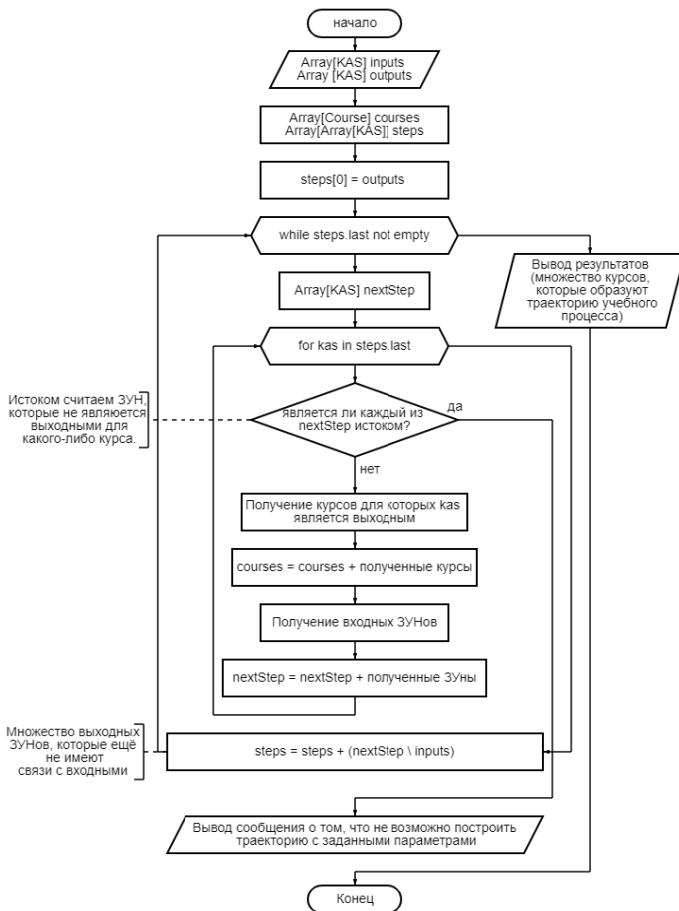 начало
Array[KAS] inputs
Array [KAS] outputs
Array[Course] courses
Array[Array[KAS]] steps
steps[0] = outputs
while steps.last not empty
Вывод результатов
(множество курсов,
которые образуют
траекторию учебного
процесса)
Array[KAS] nextStep
for kas in steps.last
Истоком считаем ЗУН,
которые не являюется
выходными для
какого-либо курса.
является ли каждый из
nextStep истоком?
да
нет
Получение курсов для которых kas
является выходным
courses = courses + полученные курсы
Получение входных ЗУНов
nextStep = nextStep + полученные ЗУны
Множество выходных
ЗУНов, которые ещё
не имеют
связи с входными
steps = steps + (nextStep \ inputs)
Вывод сообщения о том, что не возможно построить
траекторию с заданными параметрами
Конец